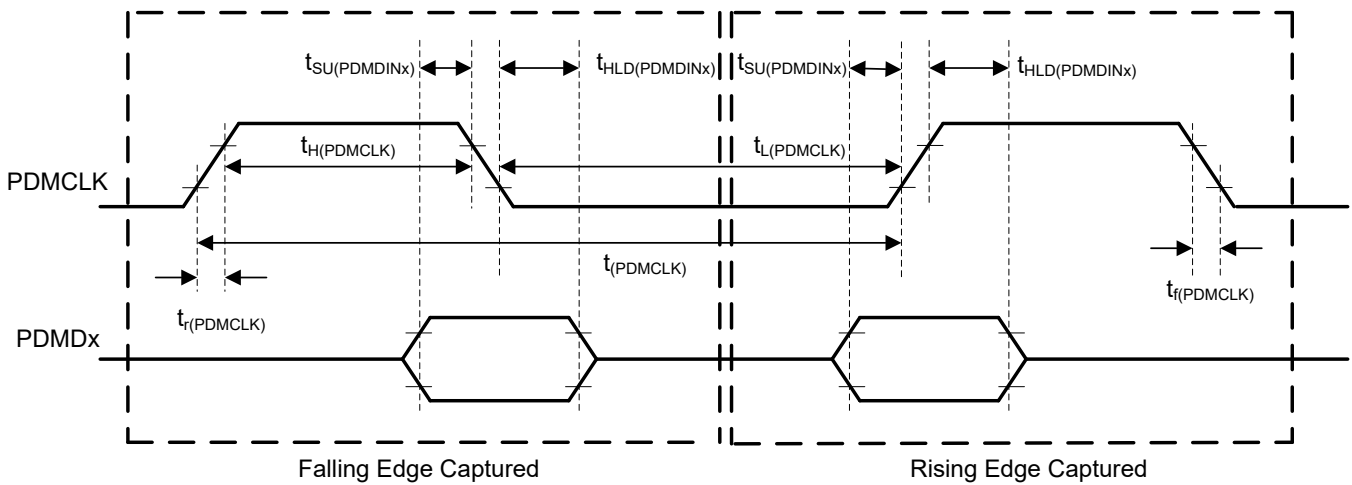 tSU(PDMDINx) tHLD(PDMDINx) tSU(PDMDINx) tHLD(PDMDINx)
tH(PDMCLK) tL(PDMCLK)
PDMCLK
t(PDMCLK)
tr(PDMCLK) tf(PDMCLK)
PDMDx
Falling Edge Captured Rising Edge Captured